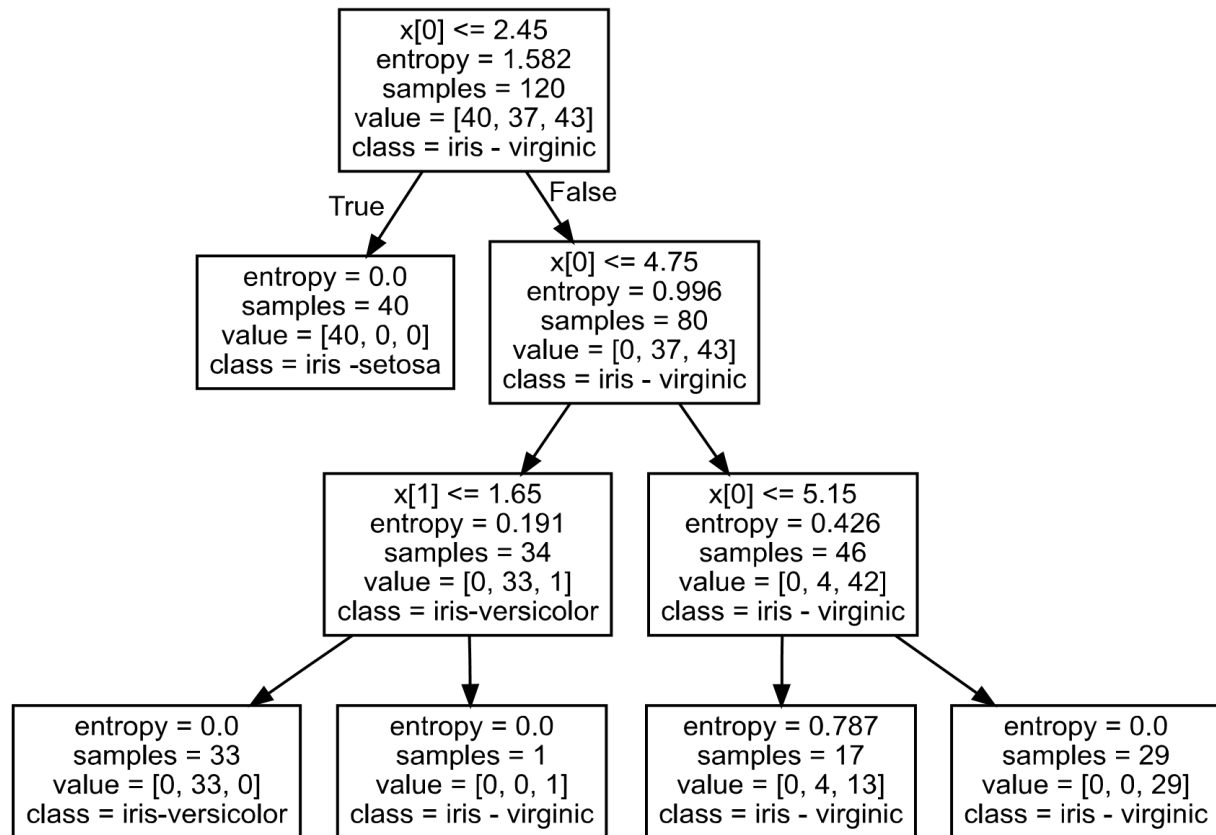 x[0] <= 2.45
entropy = 1.582
samples = 120
value = [40, 37, 43]
class = iris - virginic
True
False
entropy = 0.0
samples = 40
value = [40, 0, 0]
class = iris -setosa
x[0] <= 4.75
entropy = 0.996
samples = 80
value = [0, 37, 43]
class = iris - virginic
x[1] <= 1.65
entropy = 0.191
samples = 34
value = [0, 33, 1]
class = iris-versicolor
x[0] <= 5.15
entropy = 0.426
samples = 46
value = [0, 4, 42]
class = iris - virginic
entropy = 0.0
samples = 33
value = [0, 33, 0]
class = iris-versicolor
entropy = 0.0
samples = 1
value = [0, 0, 1]
class = iris - virginic
entropy = 0.787
samples = 17
value = [0, 4, 13]
class = iris - virginic
entropy = 0.0
samples = 29
value = [0, 0, 29]
class = iris - virginic